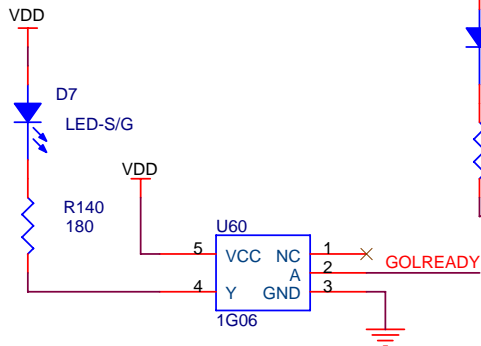 VDD
D7
LED-S/G
VDD
R140
180
U60
5 VCC NC 1
A 2 GOLREADY
4 Y GND 3
1G06